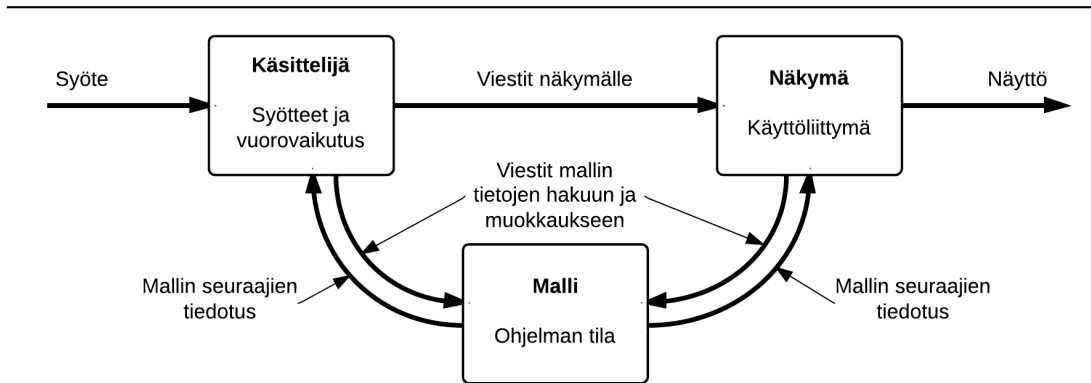 Syöte
Käsittelijä
Syötteet ja
vuorovaikutus
Viestit näkymälle
Näkymä
Käyttöliittymä
Näyttö
Viestit mallin
tietojen hakuun ja
muokkaukseen
Mallin seuraajien
tiedotus
Malli
Ohjelman tila
Mallin seuraajien
tiedotus